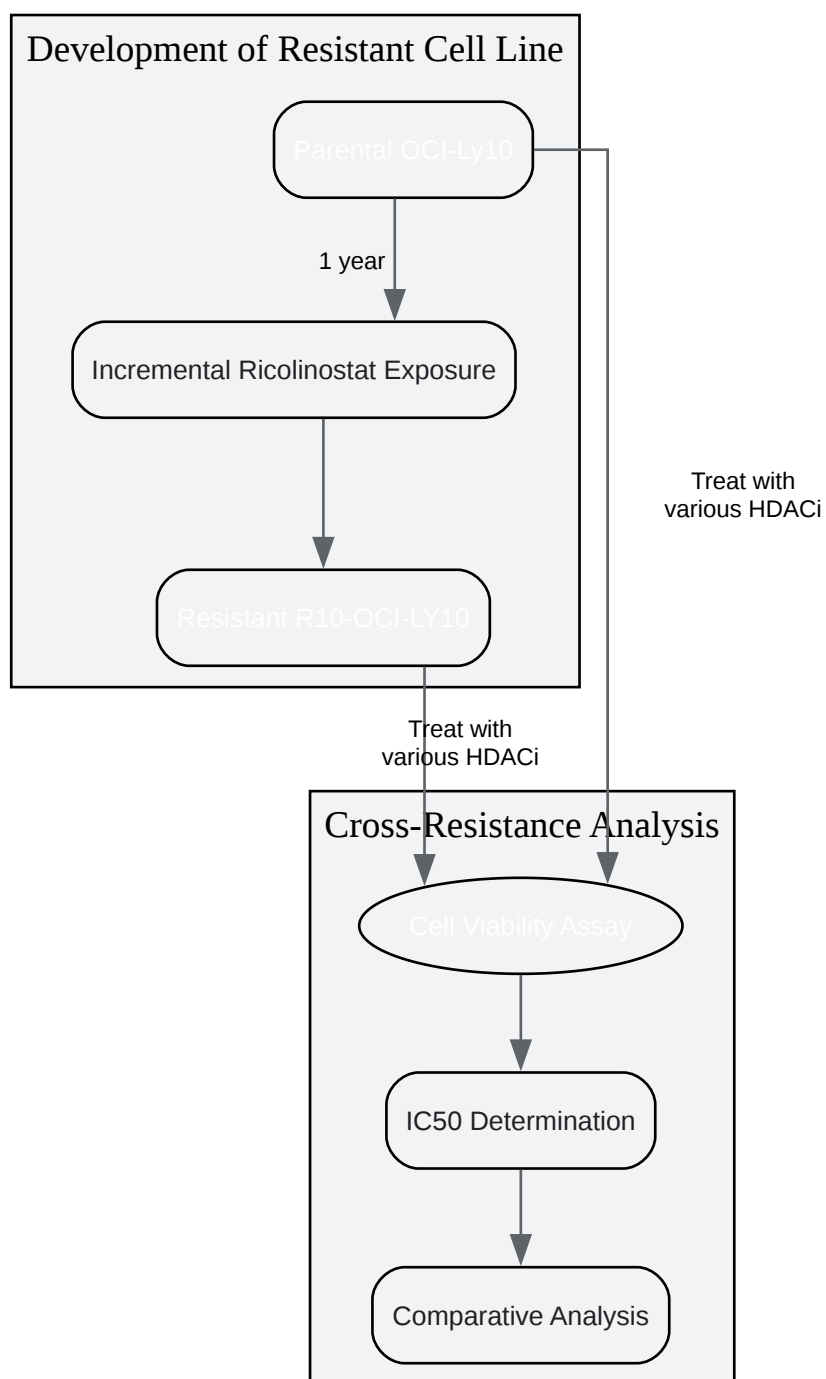 Development of Resistant Cell Line
Parental OCI-Ly10
1 year
Incremental Ricolinostat Exposure
Treat with
various HDACi
Resistant R10-OCI-LY10
Treat with
various HDACi
Cross-Resistance Analysis
Cell Viability Assay
IC50 Determination
Comparative Analysis